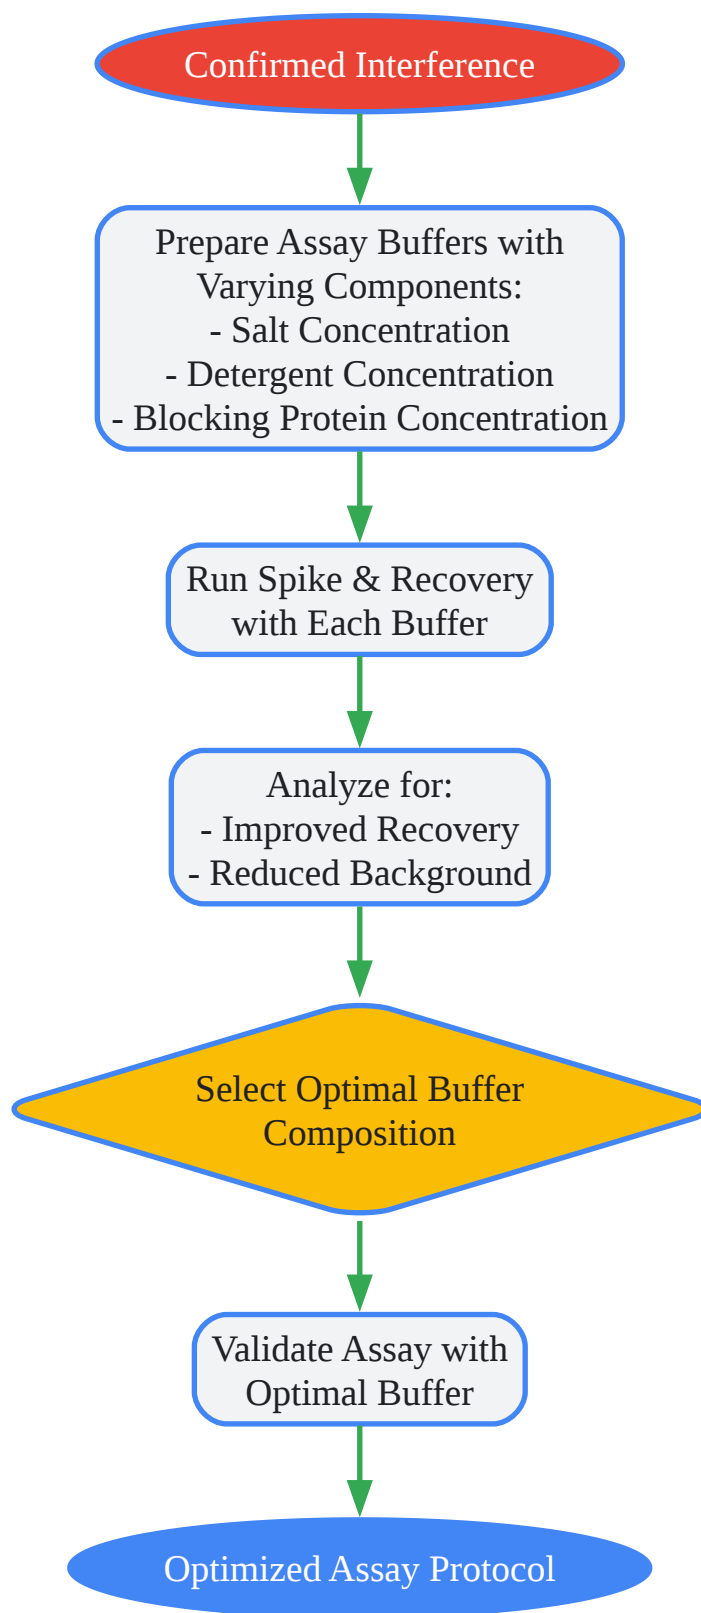 Confirmed Interference
Prepare Assay Buffers with
Varying Components:
- Salt Concentration
- Detergent Concentration
- Blocking Protein Concentration
Run Spike & Recovery
with Each Buffer
Analyze for:
- Improved Recovery
- Reduced Background
Select Optimal Buffer
Composition
Validate Assay with
Optimal Buffer
Optimized Assay Protocol